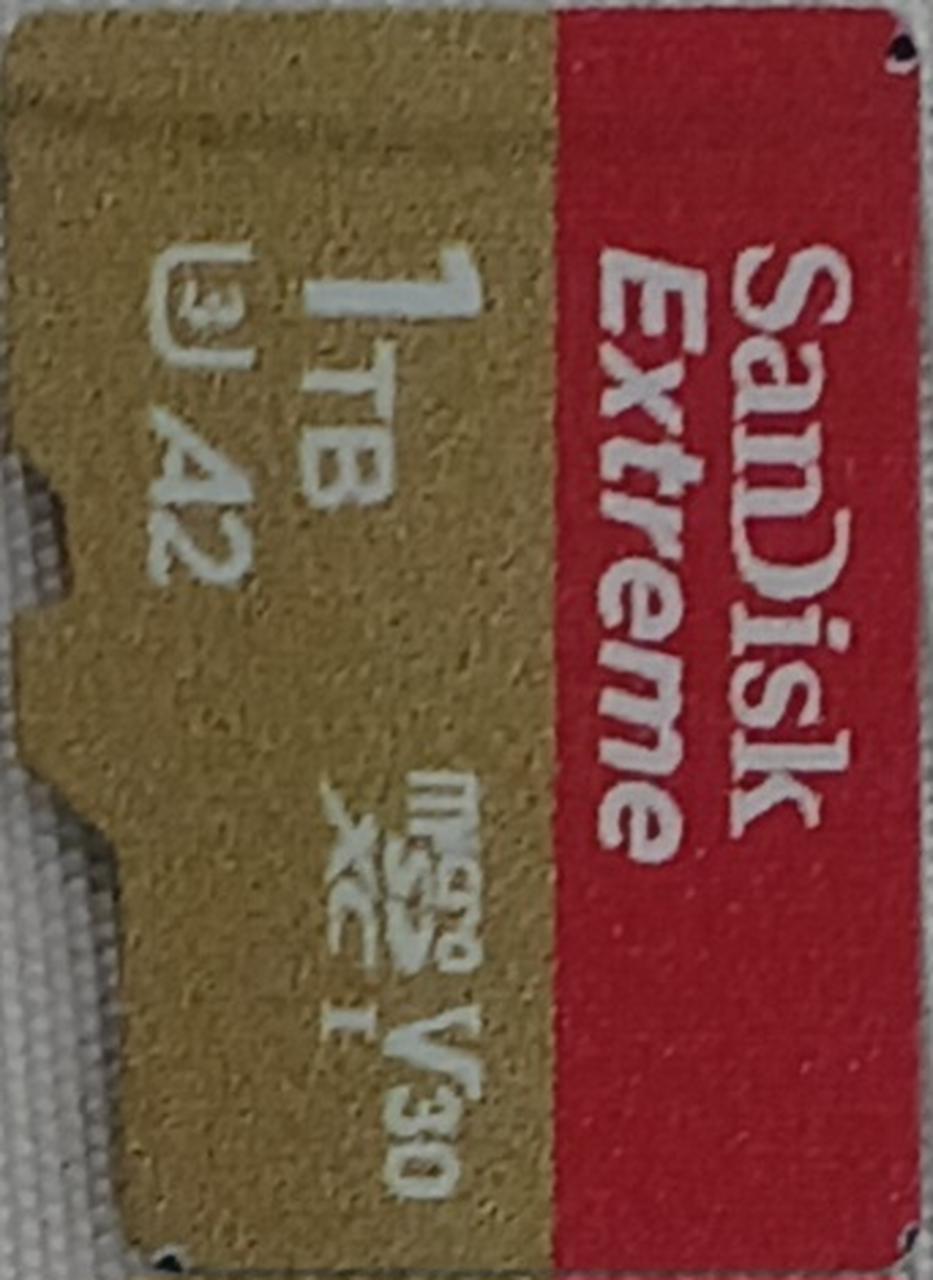 SanDisk
Extreme
1TB
micro SD XC I V30
U3 A2